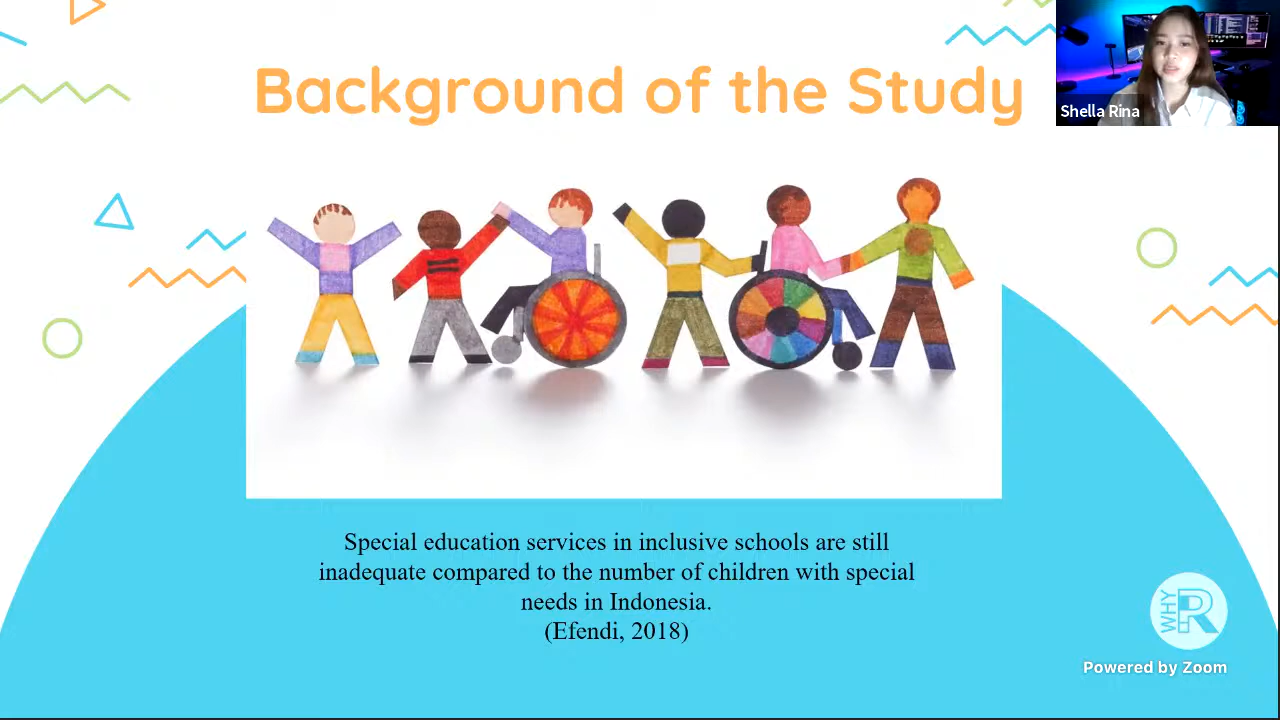 Background of the Study
Shella Rina
Special education services in inclusive schools are still
inadequate compared to the number of children with special
needs in Indonesia.
(Efendi, 2018)
WHY
R
Powered by Zoom